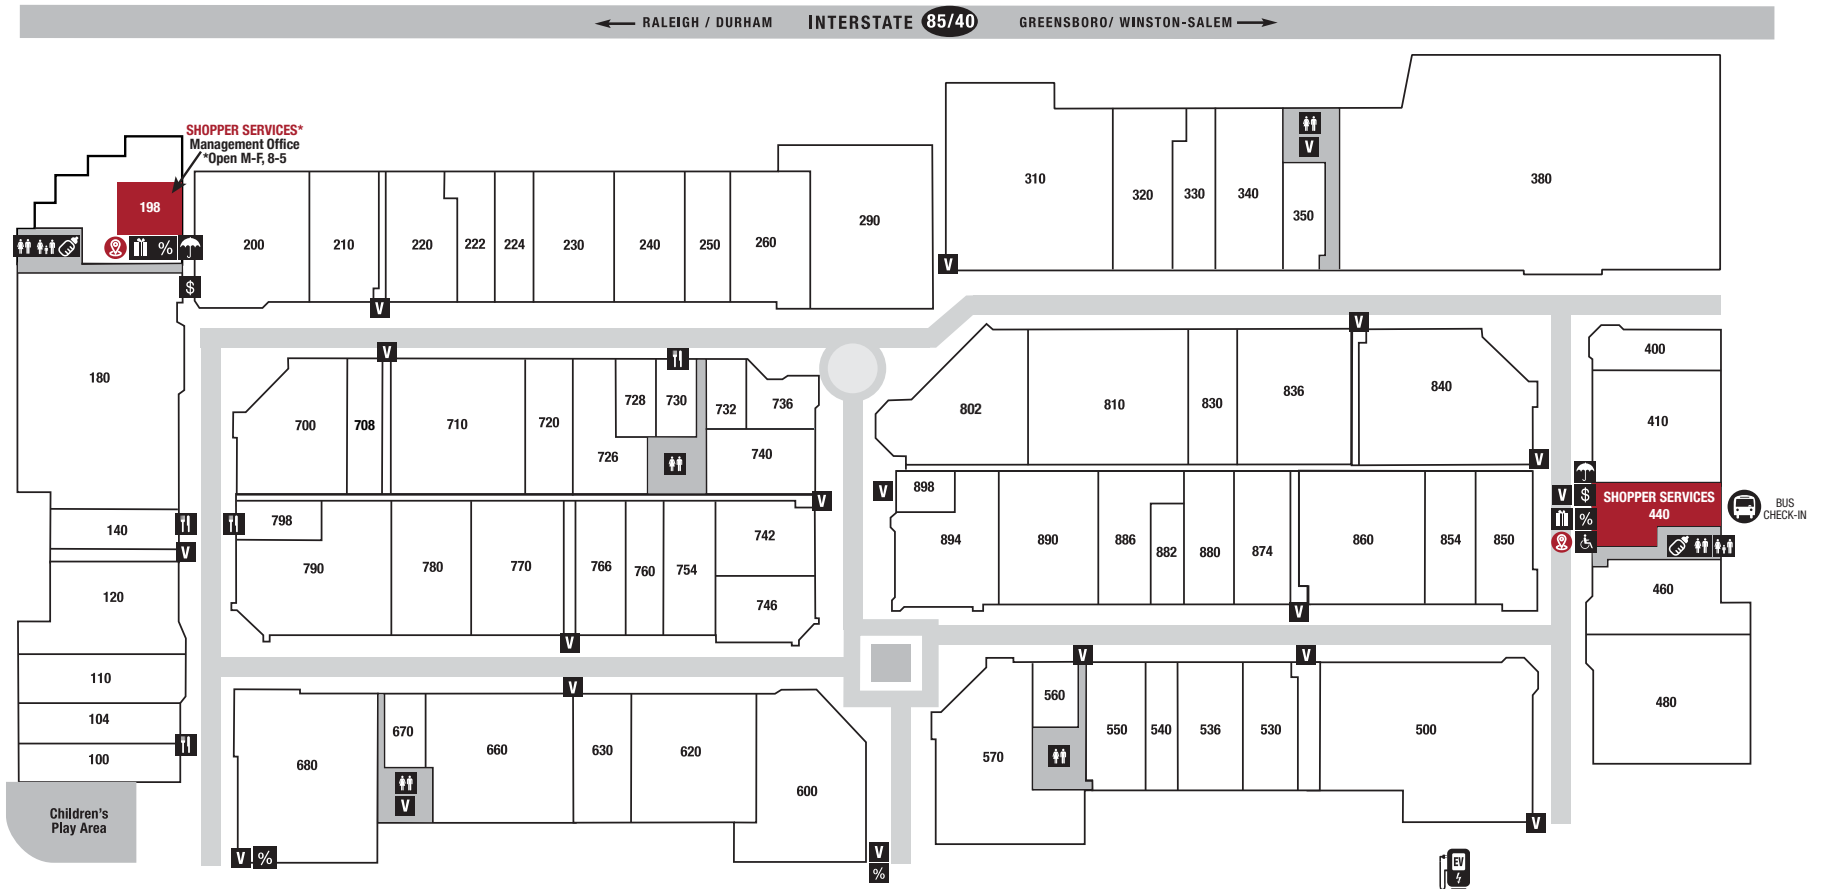 RALEIGH / DURHAM INTERSTATE 85/40 GREENSBORO/ WINSTON-SALEM
SHOPPER SERVICES*
Management Office
*Open M-F, 8-5
198
%
$
200
210
220
222
224
230
240
250
260
290
V
310
320
330
340
350
380
V
V
180
140
V
120
110
104
100
Children's
Play Area
V
700
708
710
720
726
728
730
732
736
740
V
798
790
780
770
766
760
754
742
746
V
V
802
810
830
836
840
V
V
898
894
890
886
882
880
874
860
854
850
V
400
410
V $
%
SHOPPER SERVICES
440
BUS
CHECK-IN
460
480
V
680
670
V
660
630
620
600
V %
V
%
V
V
570
560
550
540
536
530
500
V
EV